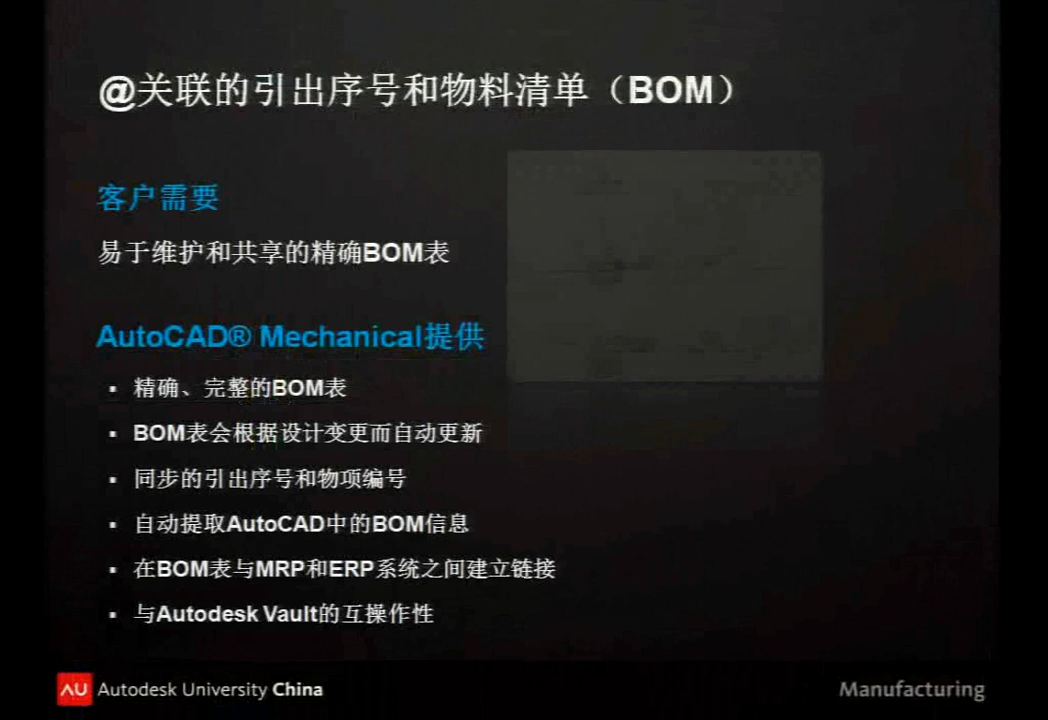 @关联的引出序号和物料清单（BOM）
客户需要
易于维护和共享的精确BOM表
AutoCAD® Mechanical提供
▪ 精确、完整的BOM表
▪ BOM表会根据设计变更而自动更新
▪ 同步的引出序号和物项编号
▪ 自动提取AutoCAD中的BOM信息
▪ 在BOM表与MRP和ERP系统之间建立链接
▪ 与Autodesk Vault的互操作性
AU Autodesk University China
Manufacturing